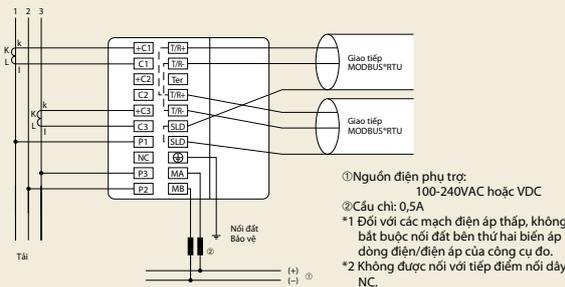 1 2 3
K k
L l
K k
L l
+C1 T/R+
C1 T/R-
+C2 Ter
C2 T/R+
+C3 T/R-
C3 SLD
P1 SLD
NC
P3 MA
P2 MB
Giao tiếp
MODBUS*RTU
Giao tiếp
MODBUS*RTU
Nối đất
Bảo vệ
②
Tải
(+)
(−) ①
①Nguồn điện phụ trợ:
100-240VAC hoặc VDC
②Cầu chì: 0,5A
*1 Đối với các mạch điện áp thấp, không
bắt buộc nối đất bên thứ hai biến áp
dòng điện/điện áp của công cụ đo.
*2 Không được nối với tiếp điểm nối dây
NC.